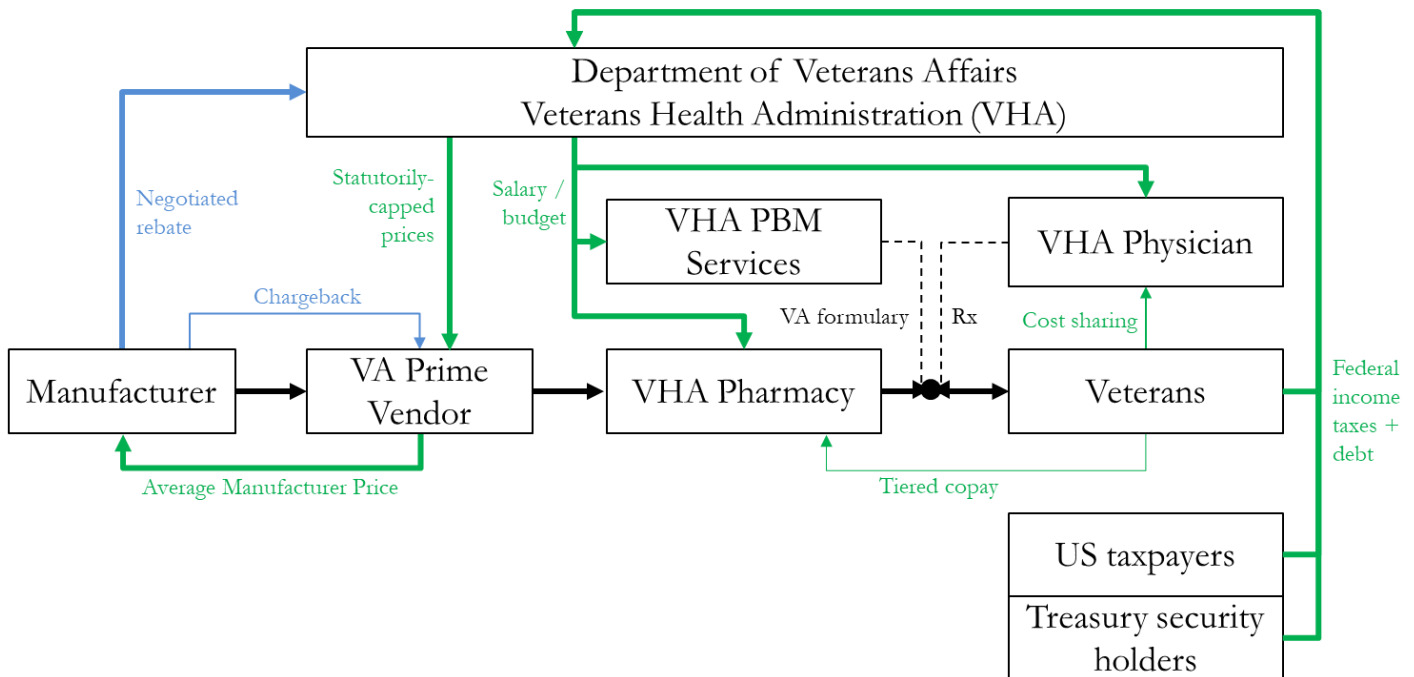 Department of Veterans Affairs
Veterans Health Administration (VHA)
Negotiated
rebate
Statutorily-
capped
prices
Salary /
budget
VHA PBM
Services
VHA Physician
Chargeback
VA formulary
Rx
Cost sharing
Manufacturer
VA Prime
Vendor
VHA Pharmacy
Veterans
Federal
income
taxes +
debt
Average Manufacturer Price
Tiered copay
US taxpayers
Treasury security
holders